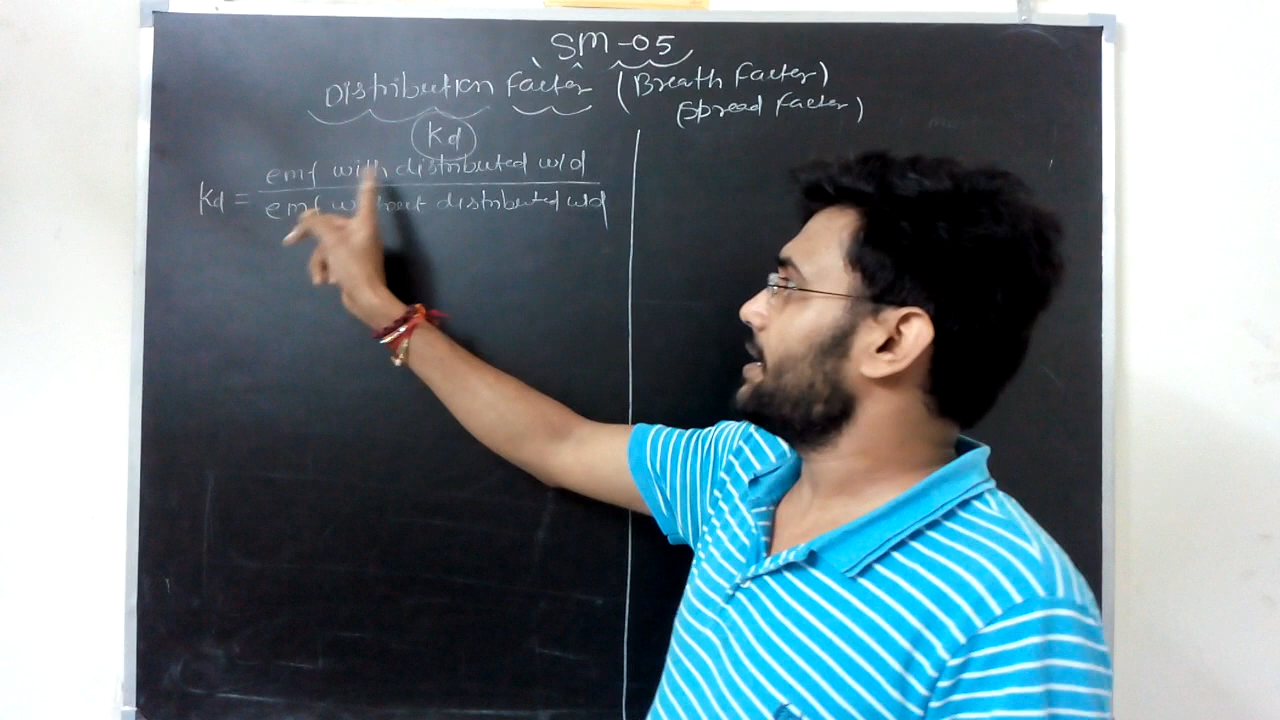 SM-05
Distribution Factor (Breath Factor)
(Spread Factor)
Kd
Kd = emf with distributed w/d
emf without distributed w/d